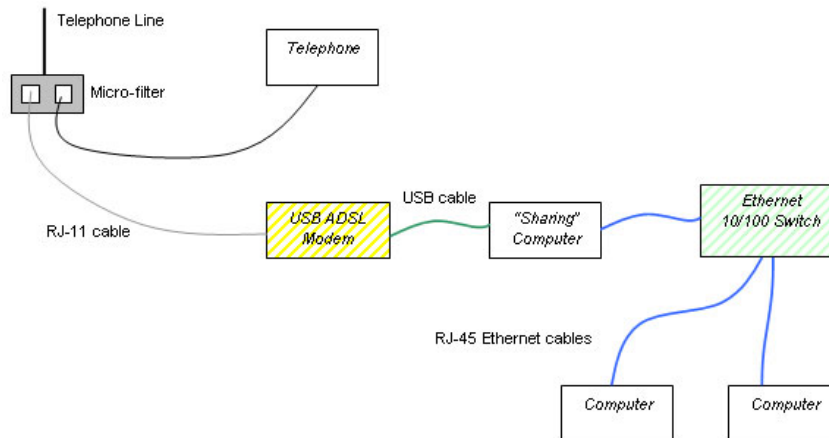 Telephone Line
Telephone
Micro-filter
USB cable
USB ADSL
Modem
"Sharing"
Computer
Ethernet
10/100 Switch
RJ-11 cable
RJ-45 Ethernet cables
Computer
Computer